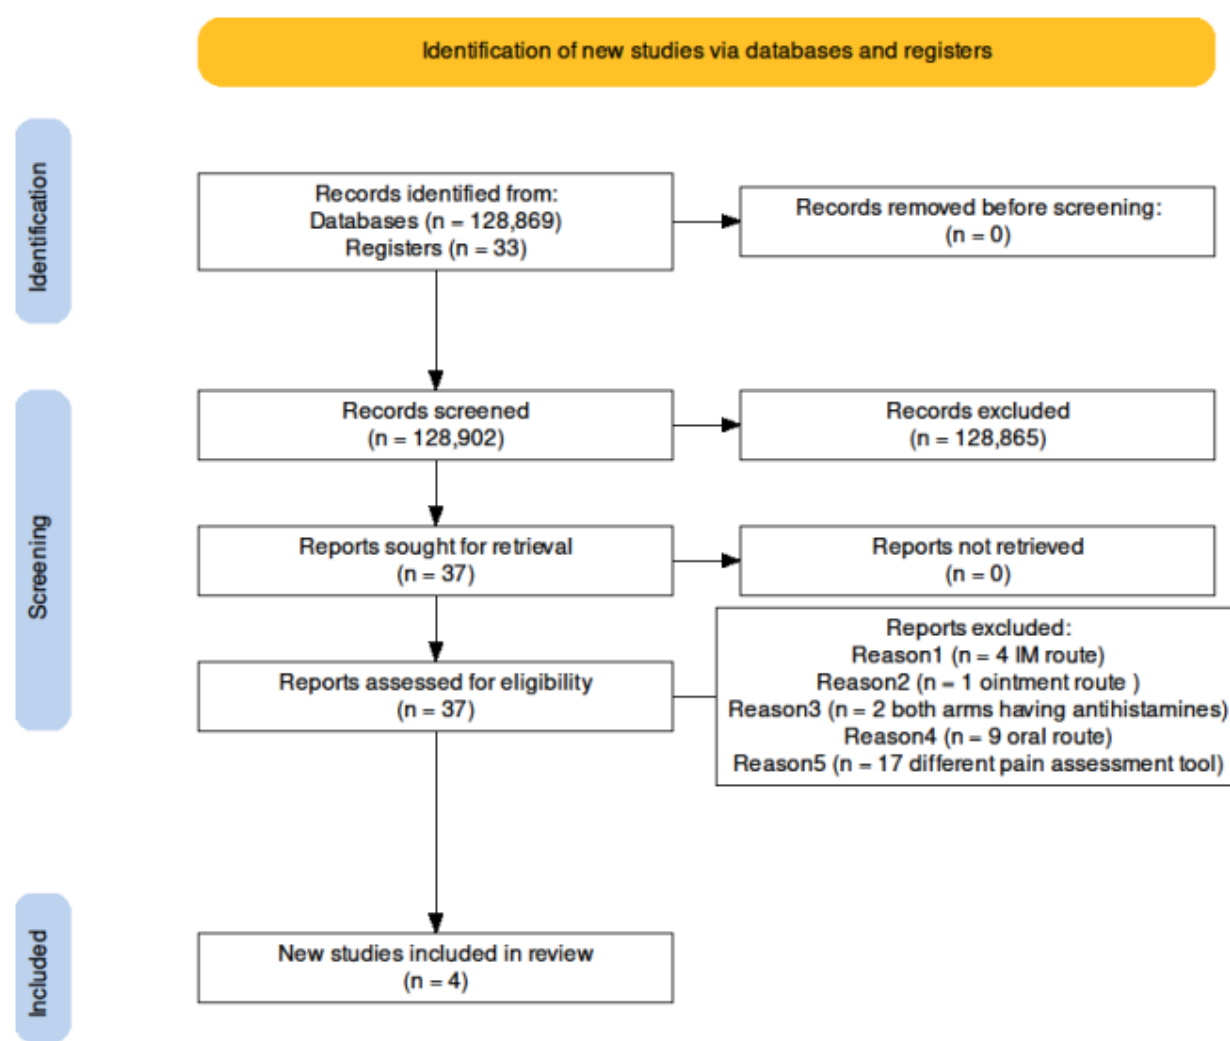 Identification of new studies via databases and registers
Identification
Records identified from:
Databases (n = 128,869)
Registers (n = 33)
Records removed before screening:
(n = 0)
Screening
Records screened
(n = 128,902)
Records excluded
(n = 128,865)
Reports sought for retrieval
(n = 37)
Reports not retrieved
(n = 0)
Reports assessed for eligibility
(n = 37)
Reports excluded:
Reason1 (n = 4 IM route)
Reason2 (n = 1 ointment route )
Reason3 (n = 2 both arms having antihistamines)
Reason4 (n = 9 oral route)
Reason5 (n = 17 different pain assessment tool)
Included
New studies included in review
(n = 4)